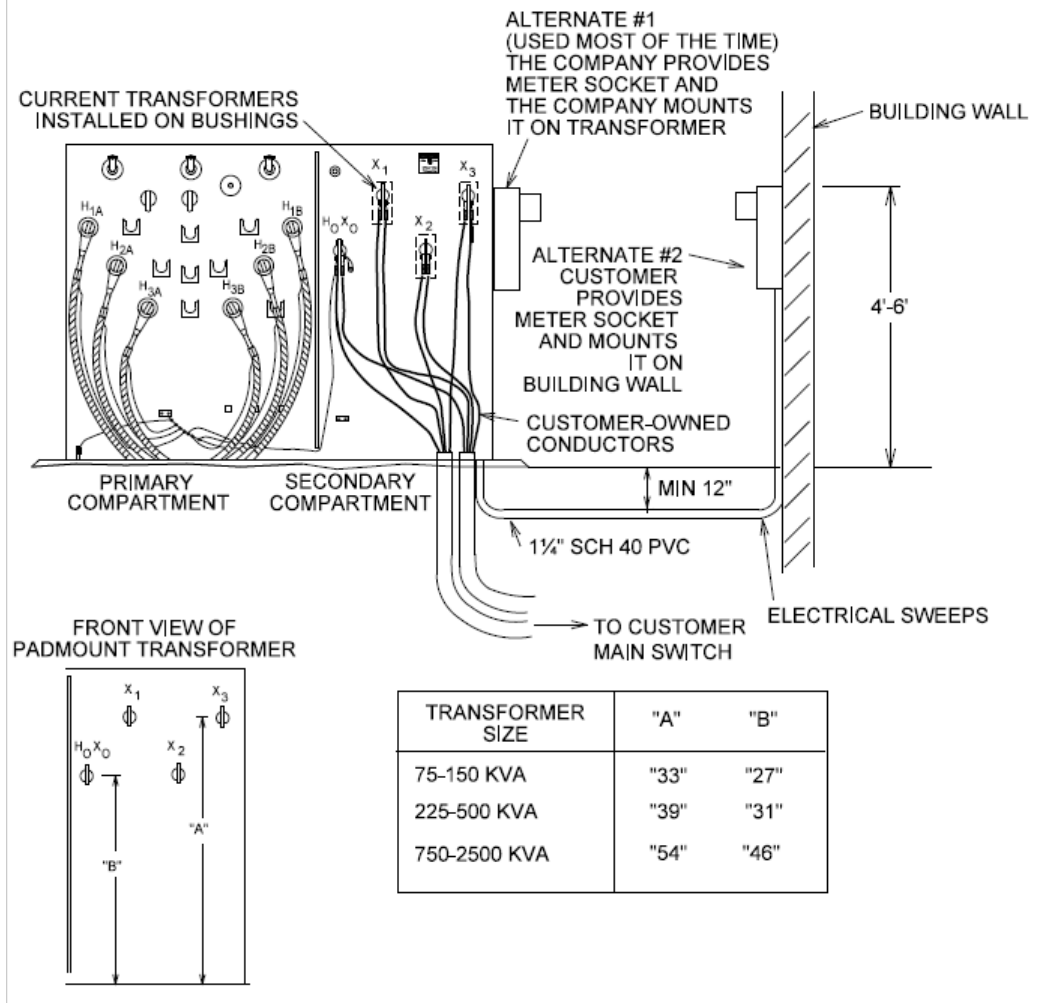 ALTERNATE #1
(USED MOST OF THE TIME)
THE COMPANY PROVIDES
METER SOCKET AND
THE COMPANY MOUNTS
IT ON TRANSFORMER
CURRENT TRANSFORMERS
INSTALLED ON BUSHINGS
BUILDING WALL
X1
X3
H1A
H1B
H0X0
X2
H2A
H2B
H3A
H3B
ALTERNATE #2
CUSTOMER
PROVIDES
METER SOCKET
AND MOUNTS
IT ON
BUILDING WALL
4'-6'
CUSTOMER-OWNED
CONDUCTORS
PRIMARY
COMPARTMENT
SECONDARY
COMPARTMENT
MIN 12"
1¼" SCH 40 PVC
ELECTRICAL SWEEPS
TO CUSTOMER
MAIN SWITCH
FRONT VIEW OF
PADMOUNT TRANSFORMER
X1
X3
H0X0
X2
"A"
"B"
TRANSFORMER
SIZE
"A" "B"
75-150 KVA "33" "27"
225-500 KVA "39" "31"
750-2500 KVA "54" "46"